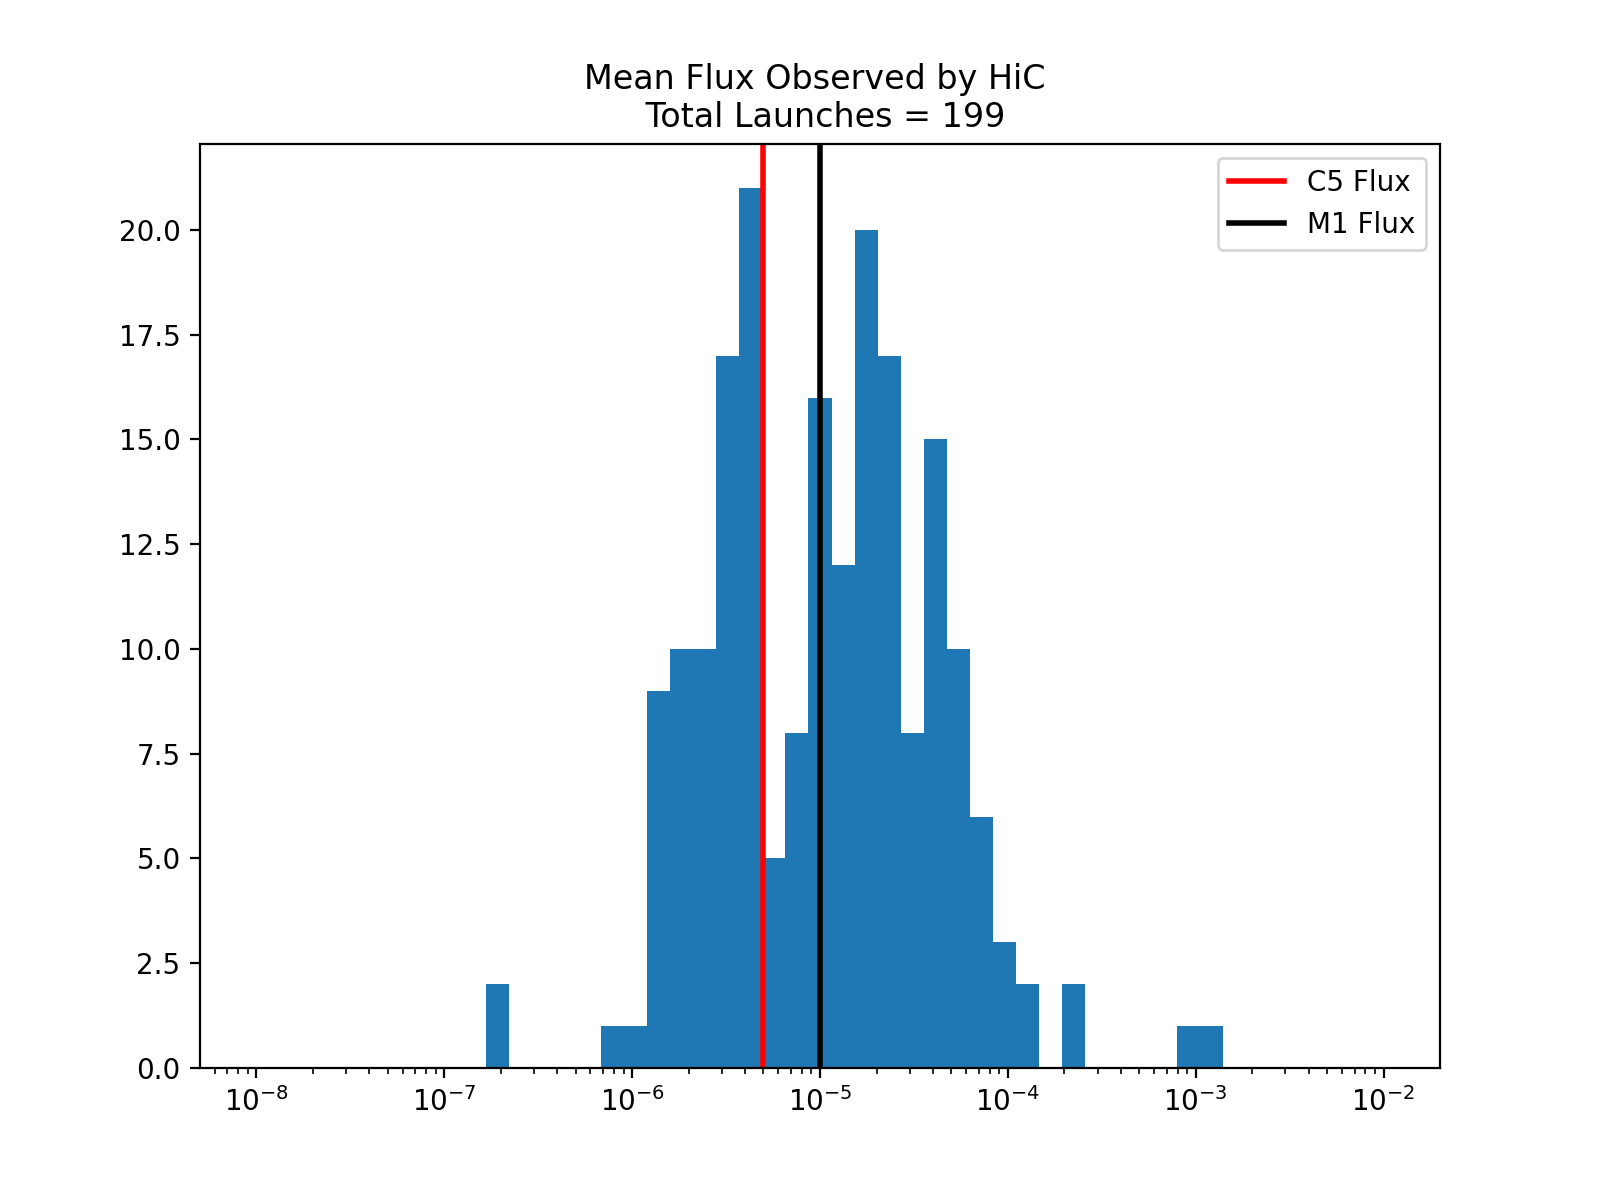 Mean Flux Observed by HiC
Total Launches = 199
C5 Flux
M1 Flux
20.0
17.5
15.0
12.5
10.0
7.5
5.0
2.5
0.0
10⁻⁸ 10⁻⁷ 10⁻⁶ 10⁻⁵ 10⁻⁴ 10⁻³ 10⁻²